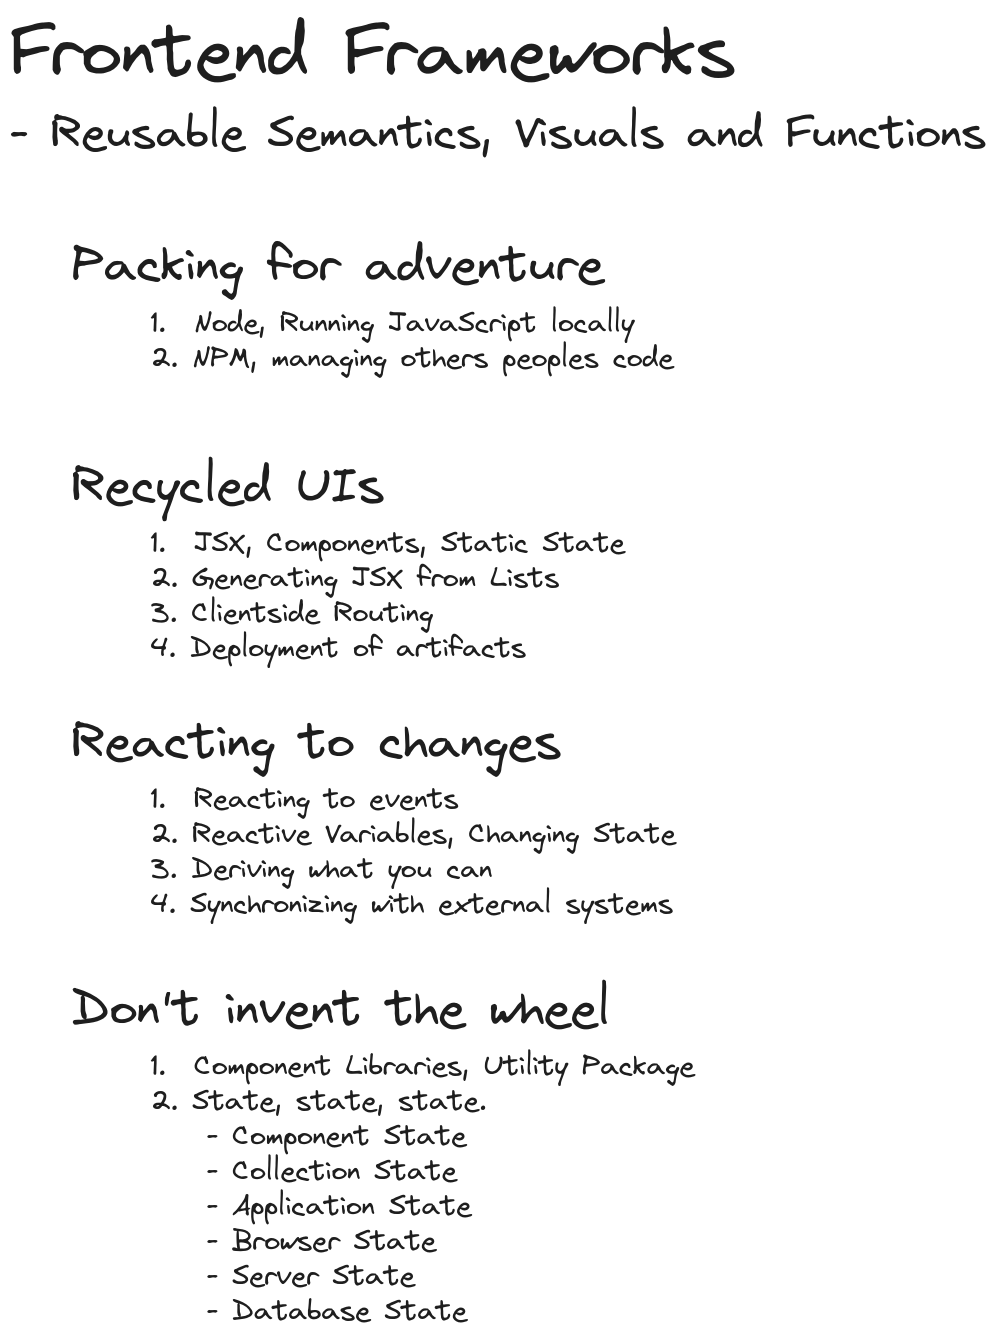 Frontend Frameworks
- Reusable Semantics, Visuals and Functions
Packing for adventure
1. Node, Running JavaScript locally
2. NPM, managing others peoples code
Recycled UIs
1. JSX, Components, Static State
2. Generating JSX from Lists
3. Clientside Routing
4. Deployment of artifacts
Reacting to changes
1. Reacting to events
2. Reactive Variables, Changing State
3. Deriving what you can
4. Synchronizing with external systems
Don't invent the wheel
1. Component Libraries, Utility Package
2. State, state, state.
- Component State
- Collection State
- Application State
- Browser State
- Server State
- Database State